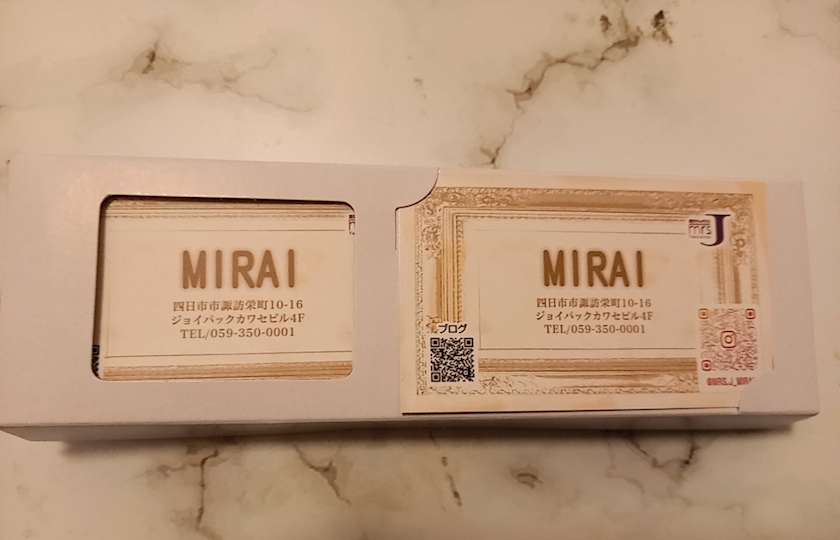 MIRAI
四日市市諏訪栄町10-16
ジョイパックカワセビル4F
TEL/059-350-0001
mrs J
MIRAI
四日市市諏訪栄町10-16
ジョイパックカワセビル4F
TEL/059-350-0001
ブログ
@MRS.J_MIRAI